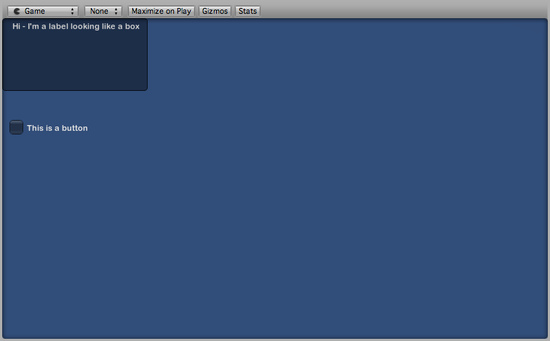 Game None Maximize on Play Gizmos Stats
Hi - I'm a label looking like a box
This is a button